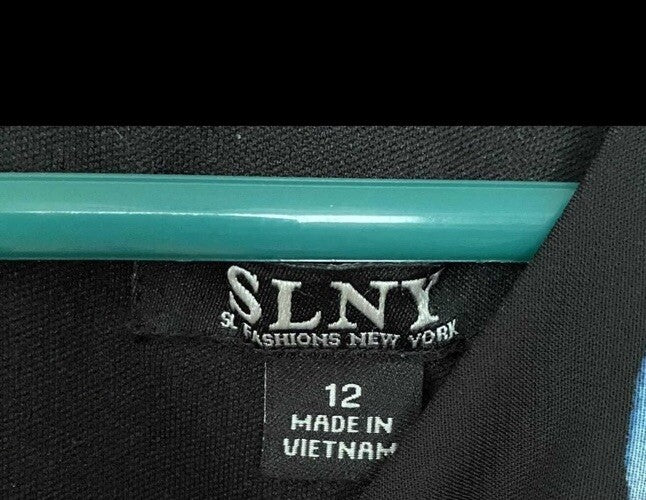 SLNY
SL FASHIONS NEW YORK
12
MADE IN
VIETNAM